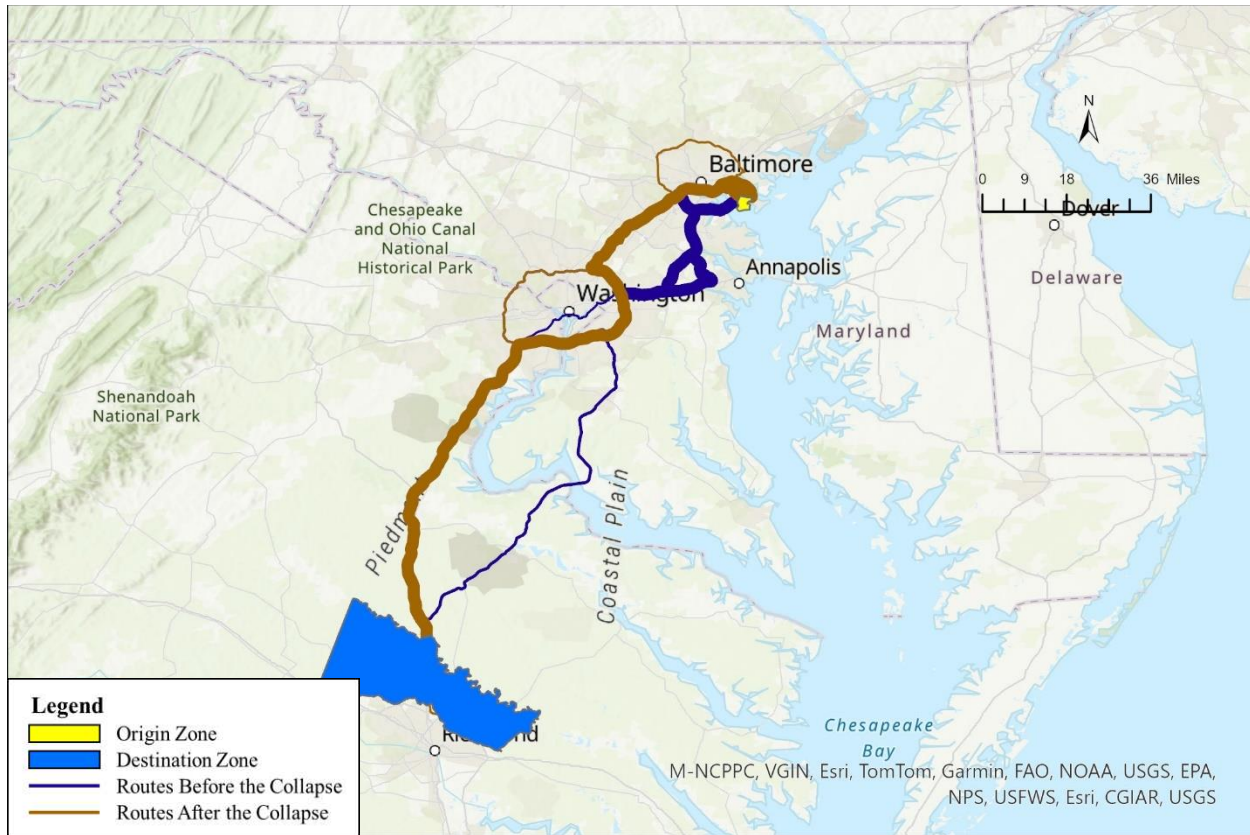 N
Baltimore
0 9 18 36 Miles
Dover
Chesapeake
and Ohio Canal
National
Historical Park
Annapolis
Delaware
Washington
Maryland
Shenandoah
National Park
Coastal Plain
Legend
Origin Zone
Destination Zone
Routes Before the Collapse
Routes After the Collapse
Chesapeake
Bay
M-NCPPC, VGIN, Esri, TomTom, Garmin, FAO, NOAA, USGS, EPA,
NPS, USFWS, Esri, CGIAR, USGS